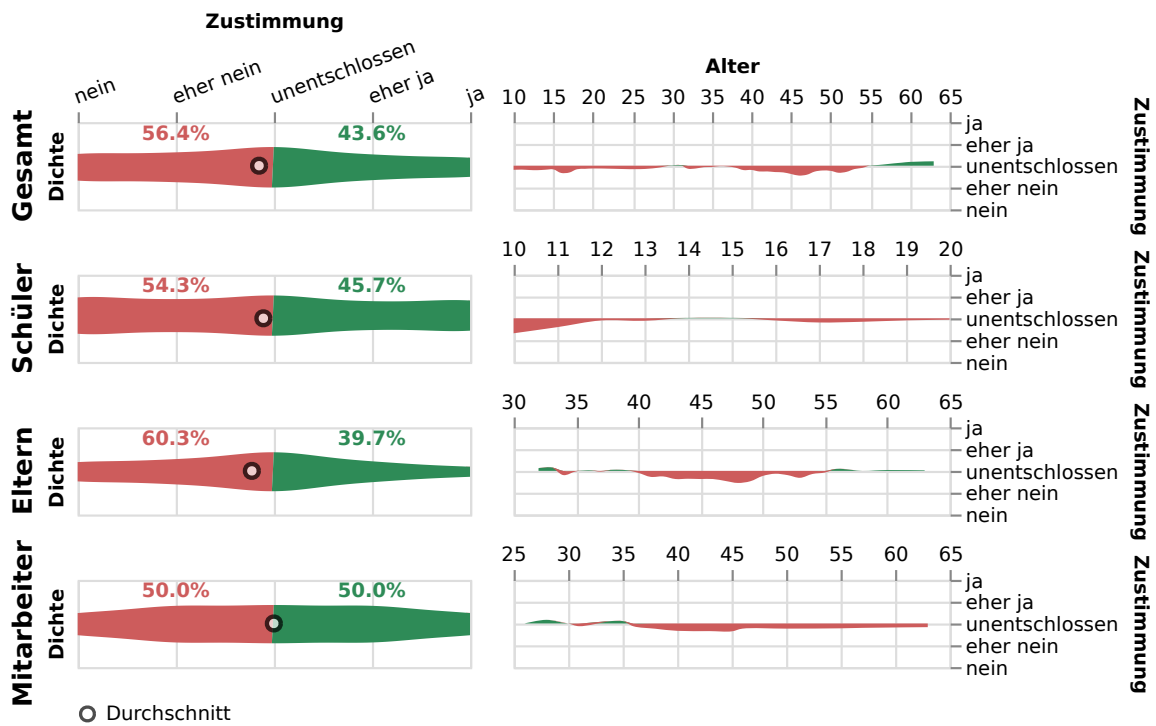 Zustimmung
nein eher nein unentschlossen eher ja ja
Alter
Gesamt
Dichte
56.4% 43.6%
10 15 20 25 30 35 40 45 50 55 60 65
ja
eher ja
unentschlossen
eher nein
nein
Zustimmung
Schüler
Dichte
54.3% 45.7%
10 11 12 13 14 15 16 17 18 19 20
ja
eher ja
unentschlossen
eher nein
nein
Zustimmung
Eltern
Dichte
60.3% 39.7%
30 35 40 45 50 55 60 65
ja
eher ja
unentschlossen
eher nein
nein
Zustimmung
Mitarbeiter
Dichte
50.0% 50.0%
25 30 35 40 45 50 55 60 65
ja
eher ja
unentschlossen
eher nein
nein
Zustimmung
Durchschnitt